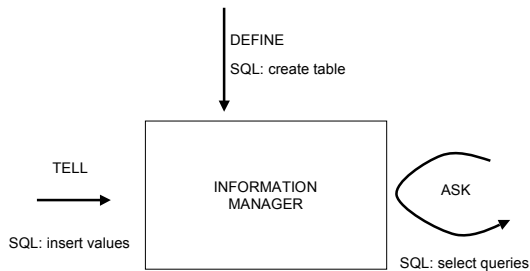 DEFINE
SQL: create table
TELL
SQL: insert values
INFORMATION
MANAGER
ASK
SQL: select queries